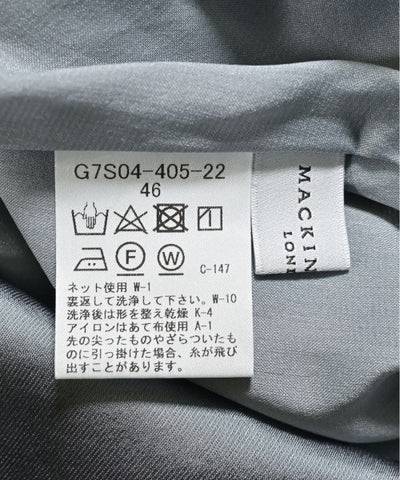 G7S04-405-22
46
F W C-147
ネット使用 W-1
裏返して洗浄して下さい。W-10
洗浄後は形を整え乾燥 K-4
アイロンはあて布使用 A-1
先の尖ったものやざらついたもの
に引っ掛けた場合、糸が飛び
出すことがあります。
MACKIN
LOND